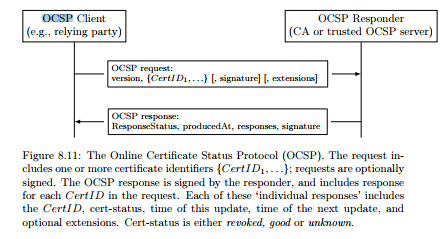 OCSP Client
(e.g., relying party)
OCSP Responder
(CA or trusted OCSP server)
OCSP request:
version, {CertID1,...} [, signature] [, extensions]
OCSP response:
ResponseStatus, producedAt, responses, signature
Figure 8.11: The Online Certificate Status Protocol (OCSP). The request in-
cludes one or more certificate identifiers {CertID1,...}; requests are optionally
signed. The OCSP response is signed by the responder, and includes response
for each CertID in the request. Each of these ‘individual responses’ includes
the CertID, cert-status, time of this update, time of the next update, and
optional extensions. Cert-status is either revoked, good or unknown.